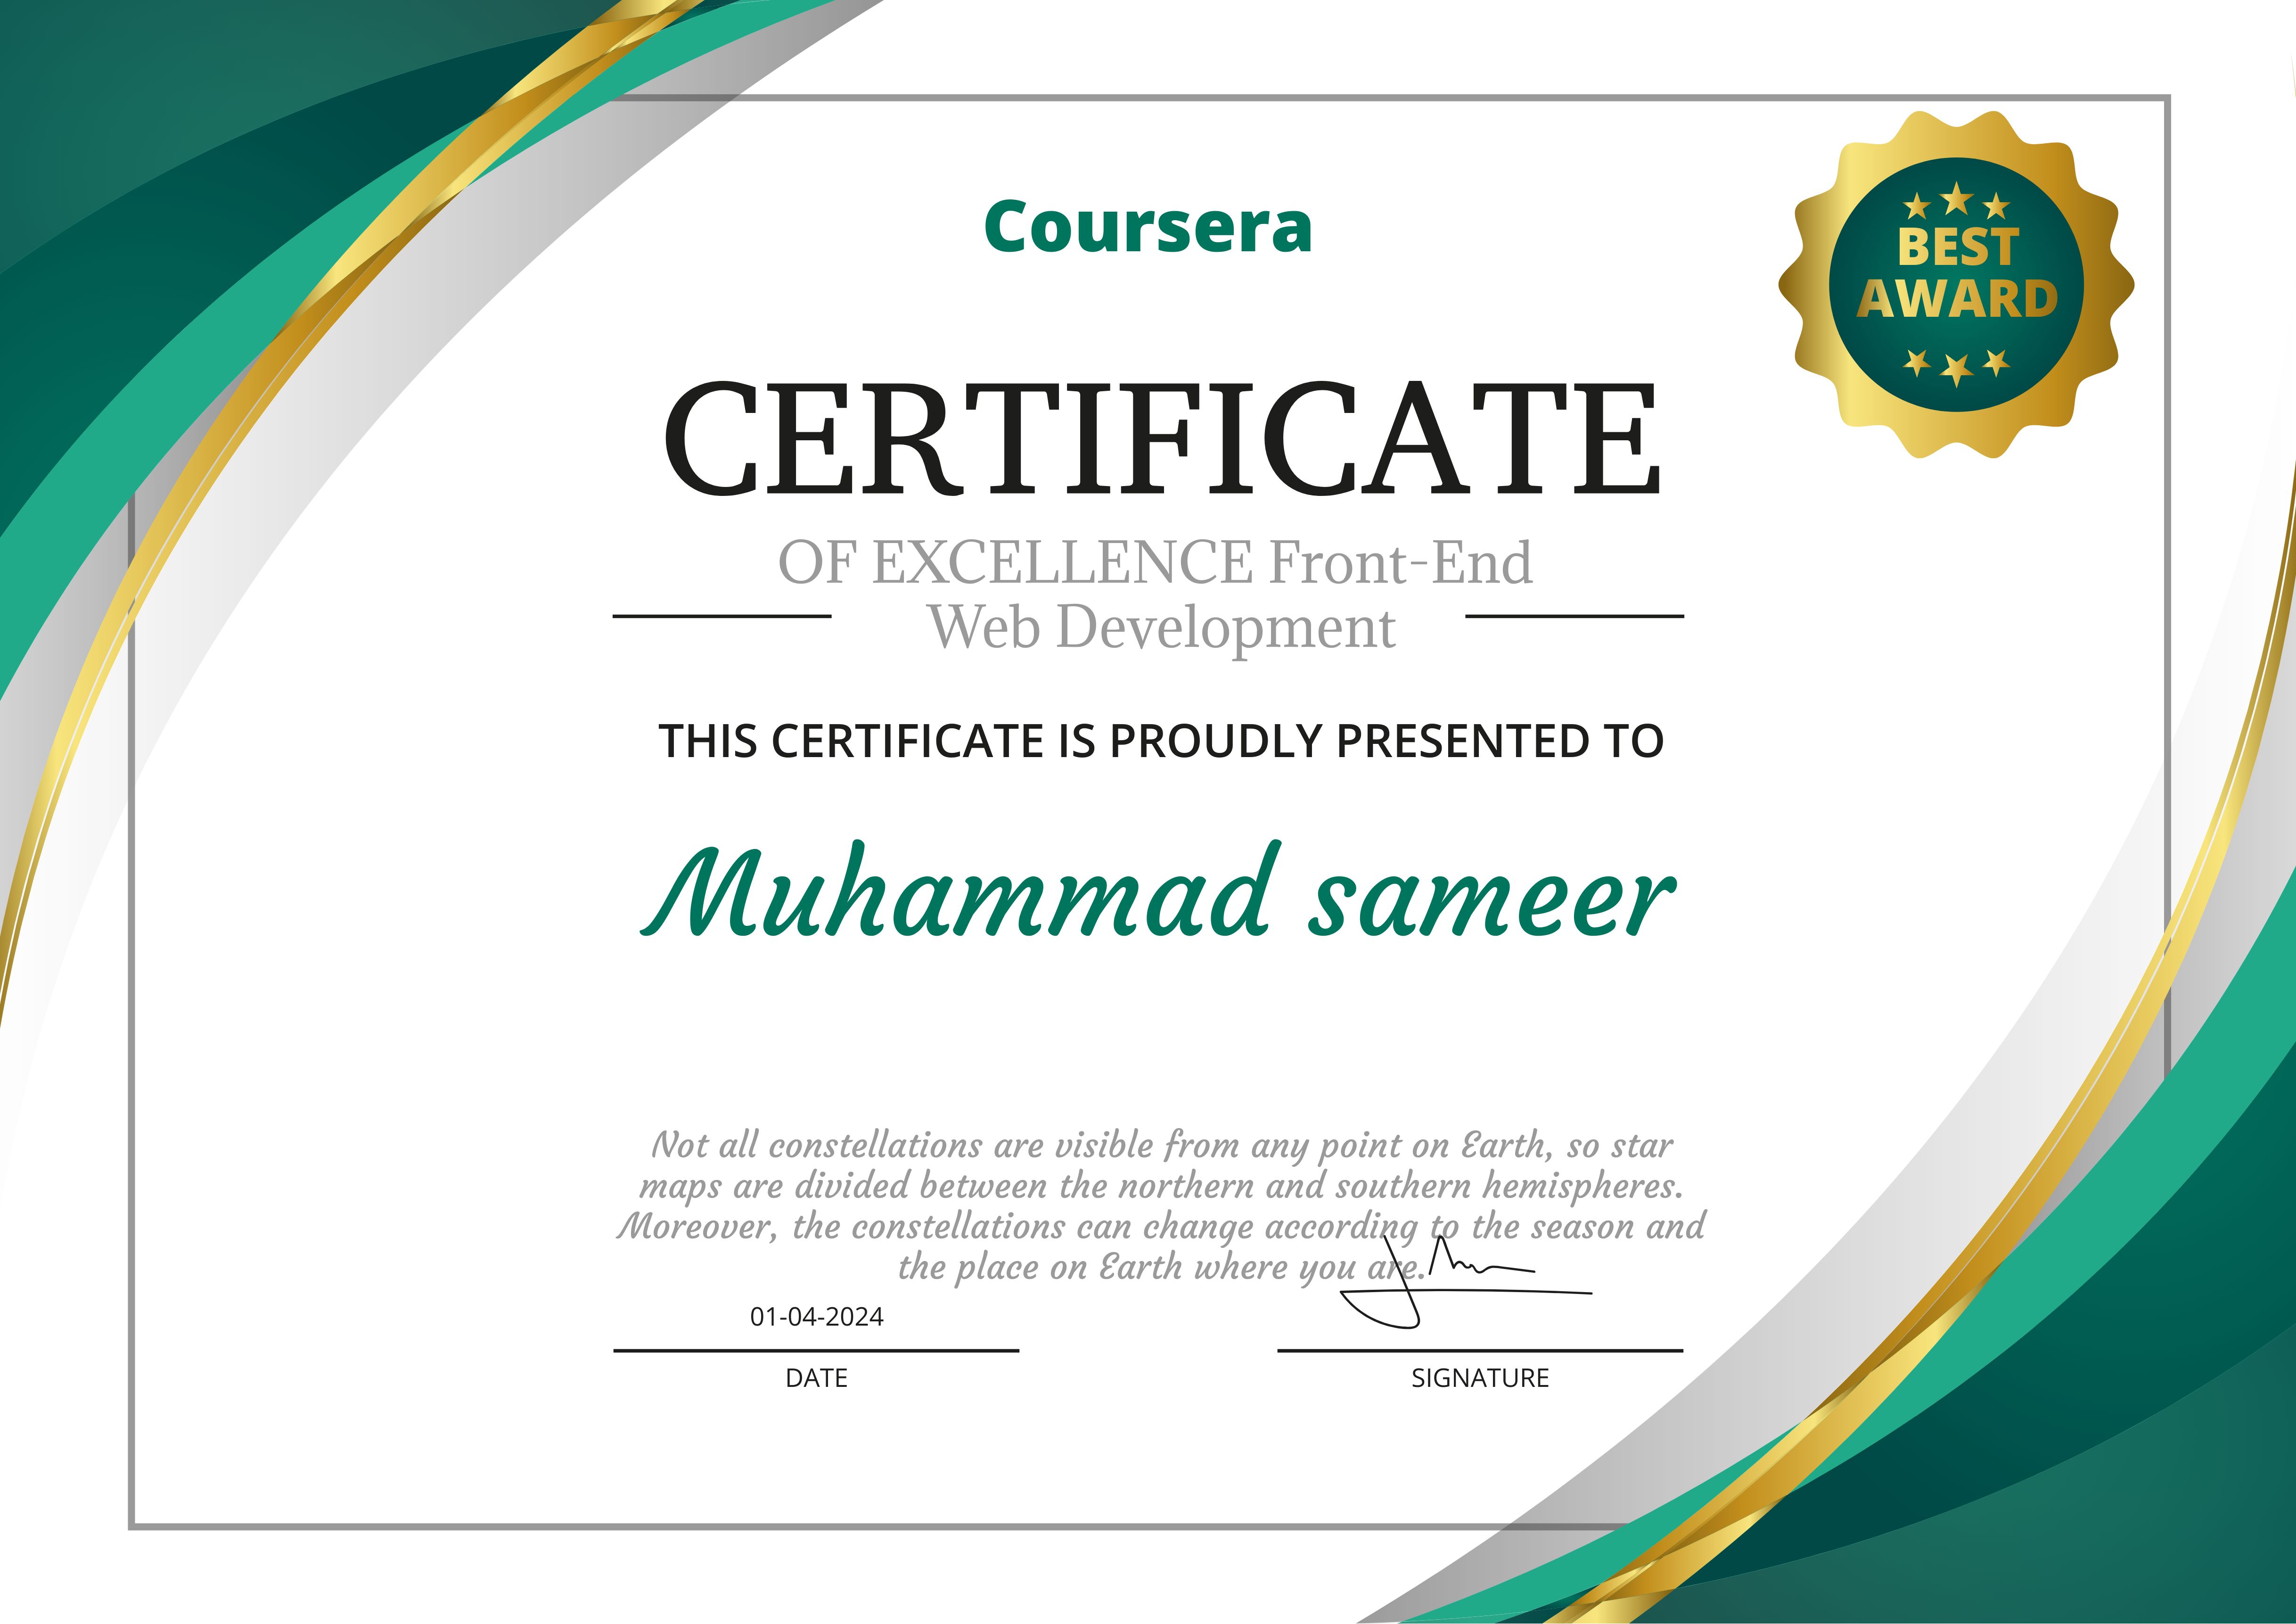 Coursera
BEST
AWARD
CERTIFICATE
OF EXCELLENCE Front-End
Web Development
THIS CERTIFICATE IS PROUDLY PRESENTED TO
Muhammad sameer
Not all constellations are visible from any point on Earth, so star
maps are divided between the northern and southern hemispheres.
Moreover, the constellations can change according to the season and
the place on Earth where you are.
01-04-2024
DATE
SIGNATURE